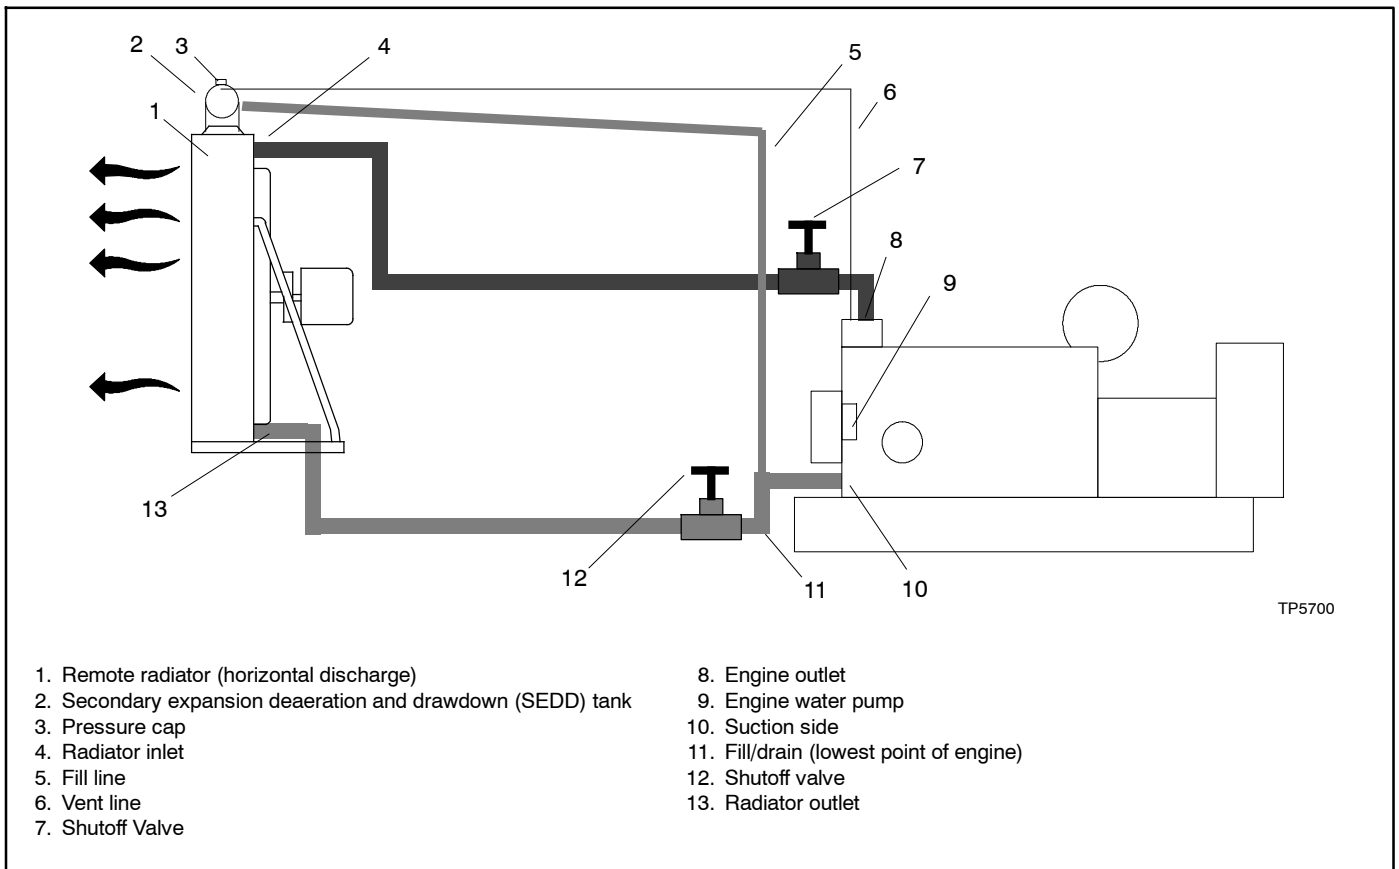 2
3
4
5
6
1
7
8
9
13
12
11
10
TP5700
1. Remote radiator (horizontal discharge)
2. Secondary expansion deaeration and drawdown (SEDD) tank
3. Pressure cap
4. Radiator inlet
5. Fill line
6. Vent line
7. Shutoff Valve
8. Engine outlet
9. Engine water pump
10. Suction side
11. Fill/drain (lowest point of engine)
12. Shutoff valve
13. Radiator outlet